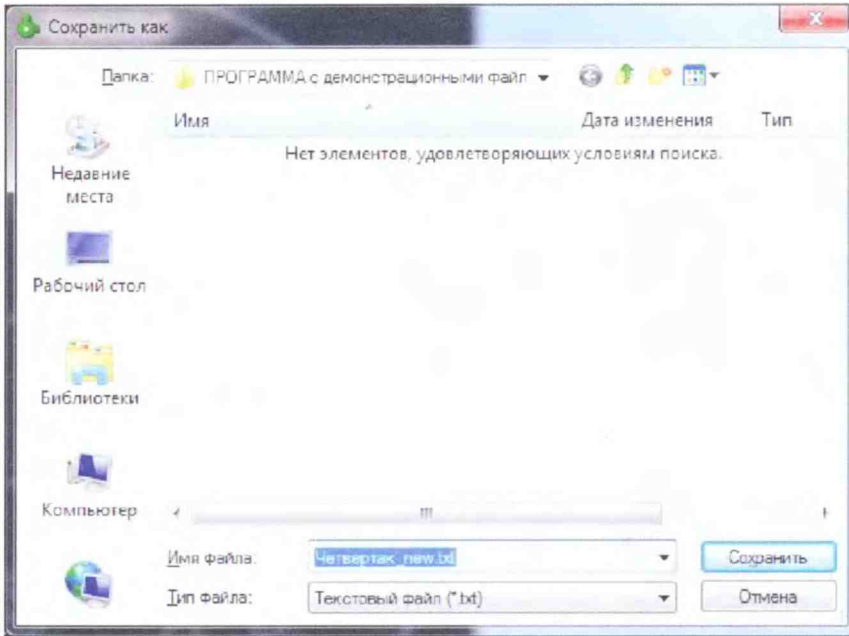 Сохранить как
Папка: ПРОГРАММА с демонстрационными файл
Имя Дата изменения Тип
Нет элементов, удовлетворяющих условиям поиска.
Недавние места
Рабочий стол
Библиотеки
Компьютер
Имя файла: Четвертак_new.txt Сохранить
Тип файла: Текстовый файл (*.txt) Отмена